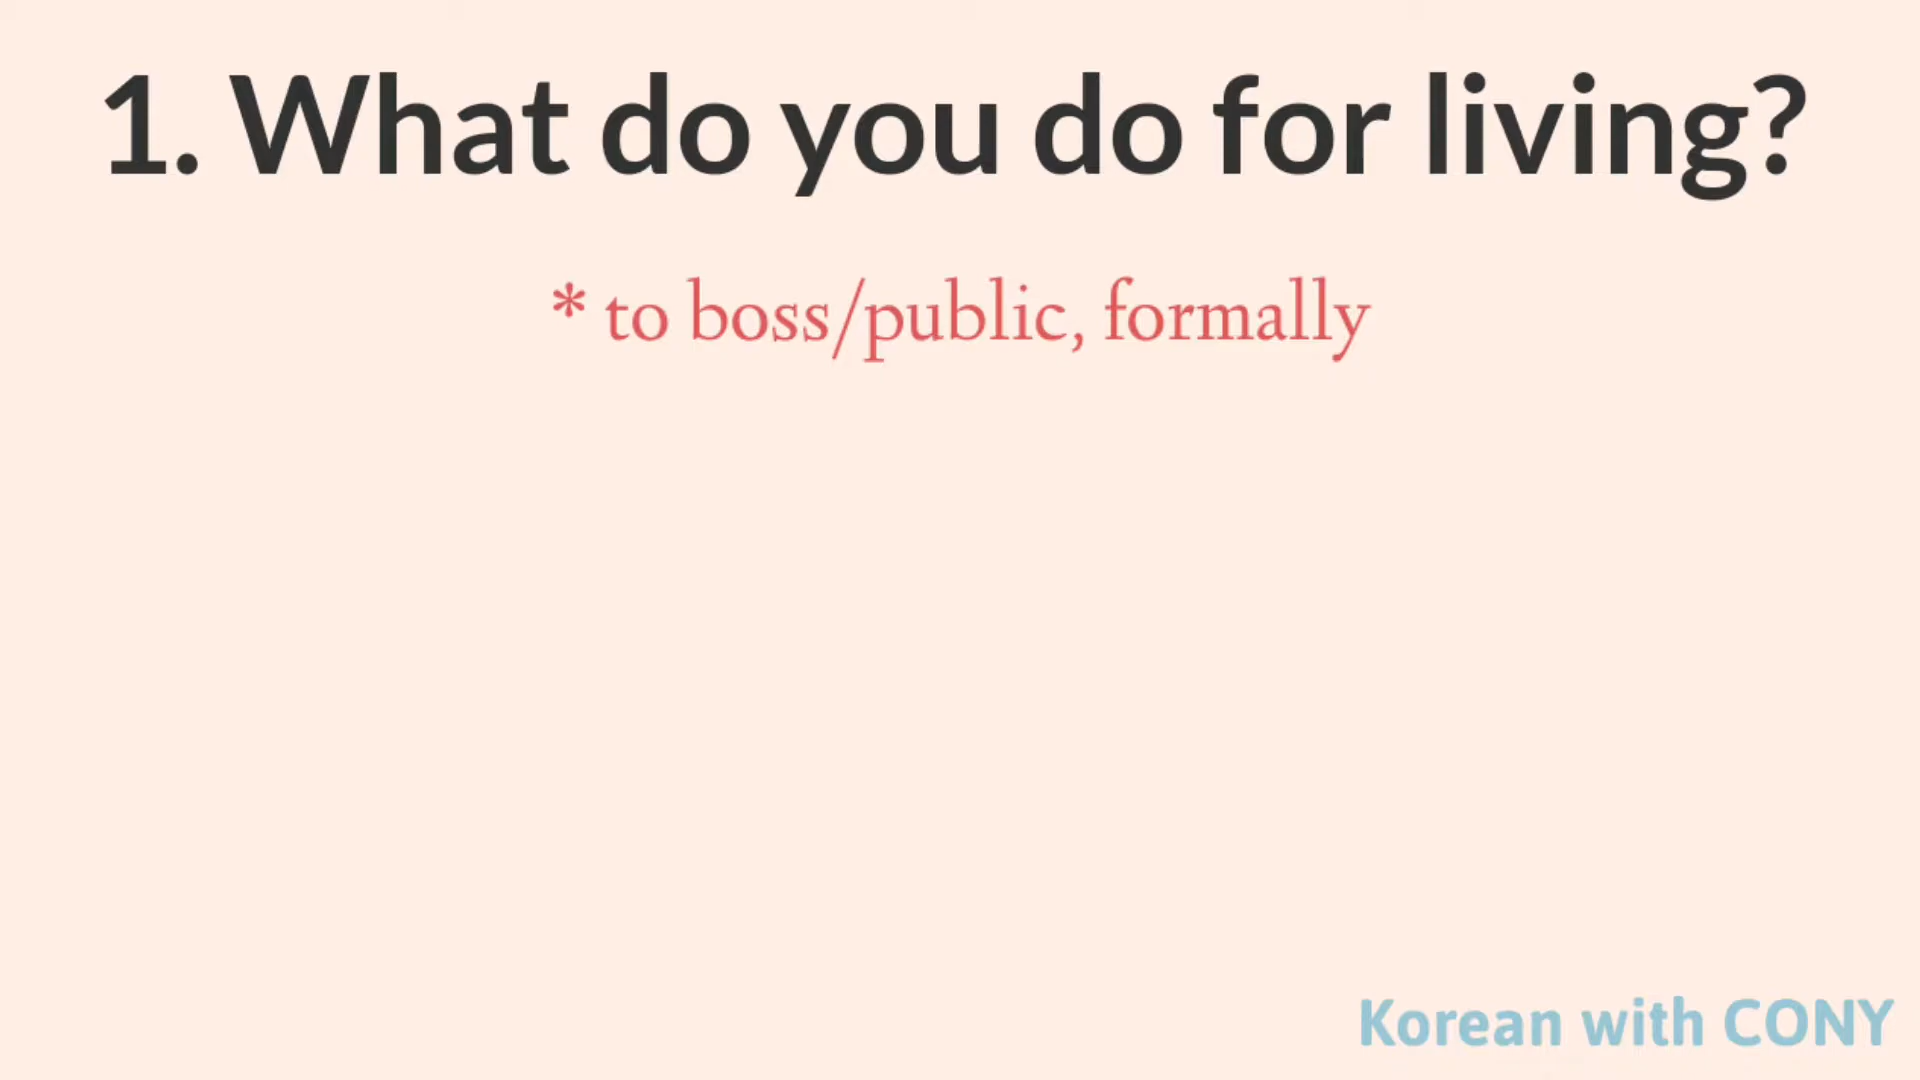 1. What do you do for living?
* to boss/public, formally
Korean with CONY